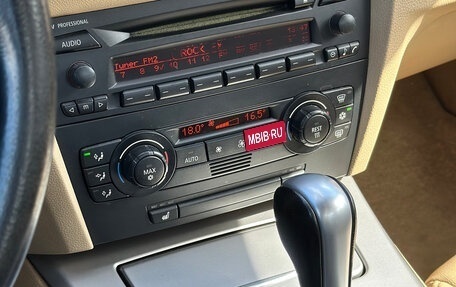 PROFESSIONAL
AUDIO
Tuner FM2
ROCK
7 8 9 10 11 12
18.0° 16.5°
MBIB.RU
AUTO
MAX
REST